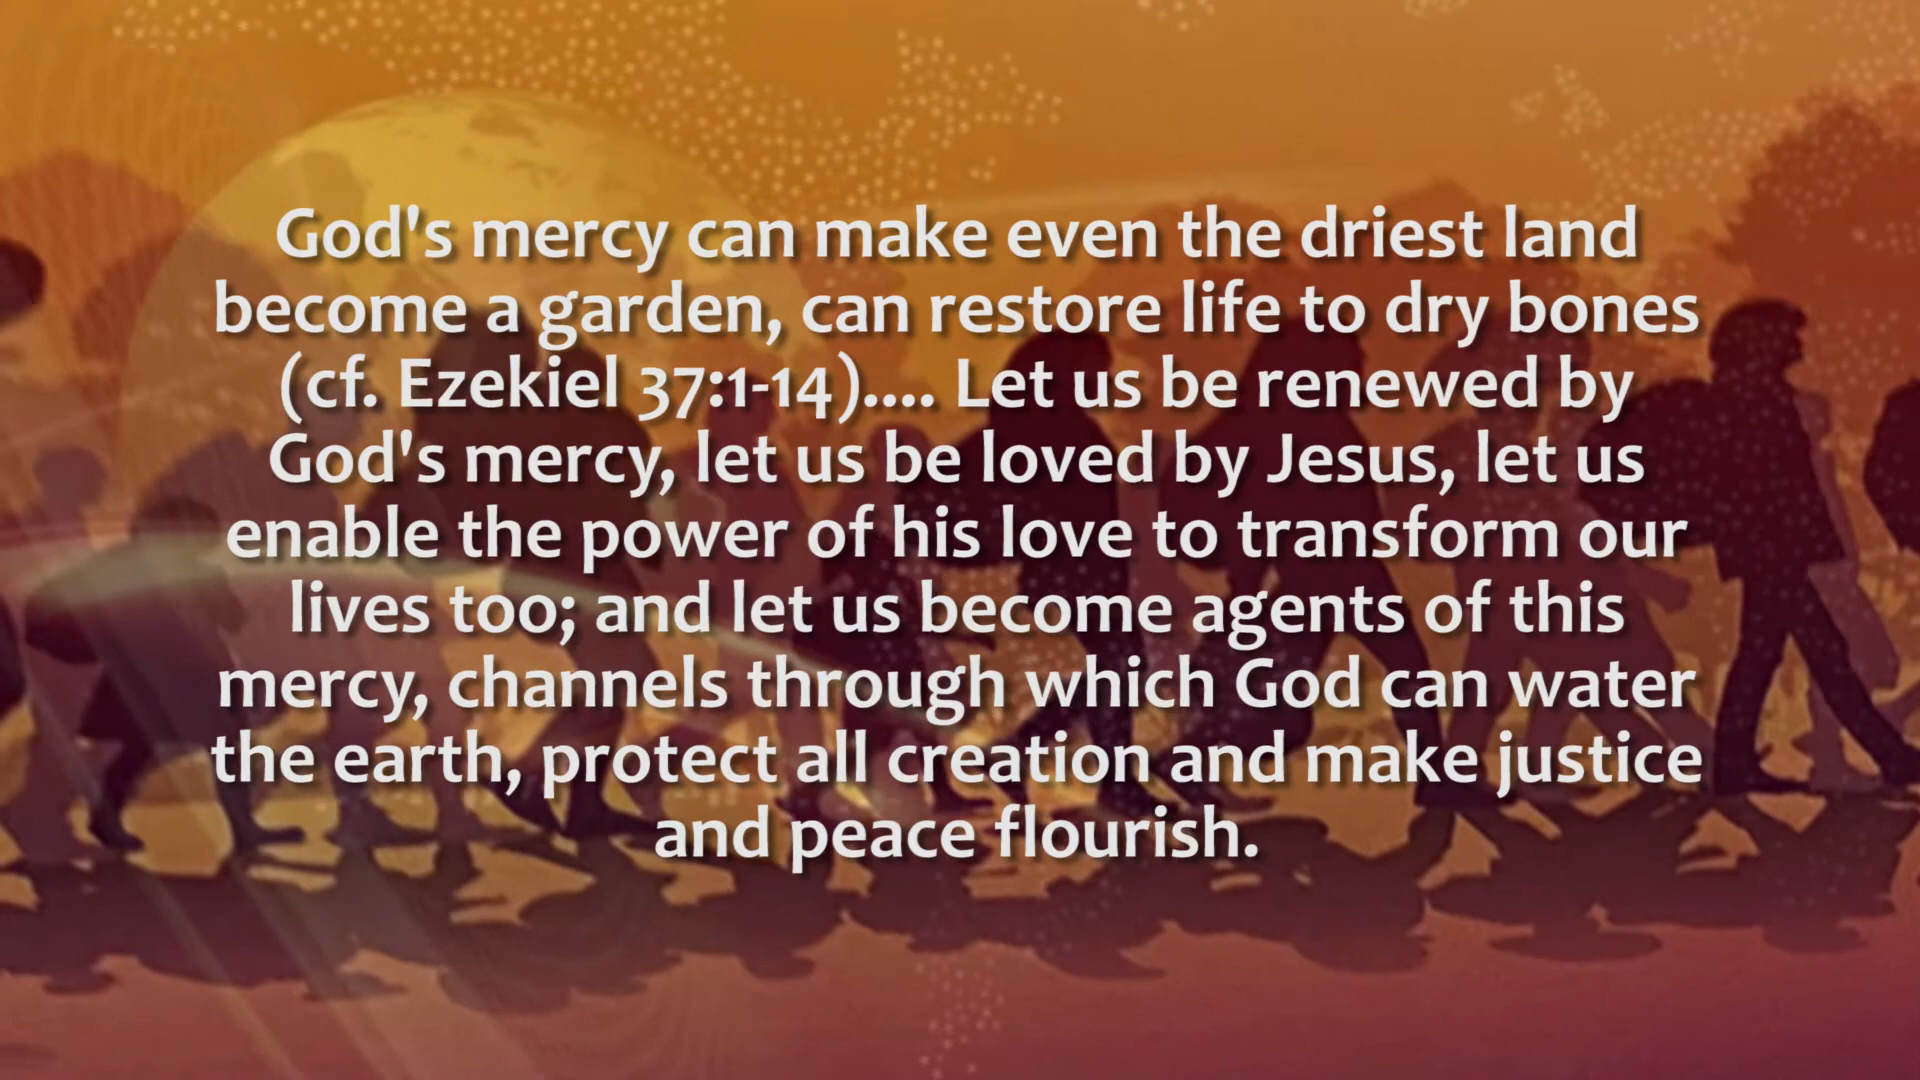 God's mercy can make even the driest land
become a garden, can restore life to dry bones
(cf. Ezekiel 37:1-14).... Let us be renewed by
God's mercy, let us be loved by Jesus, let us
enable the power of his love to transform our
lives too; and let us become agents of this
mercy, channels through which God can water
the earth, protect all creation and make justice
and peace flourish.